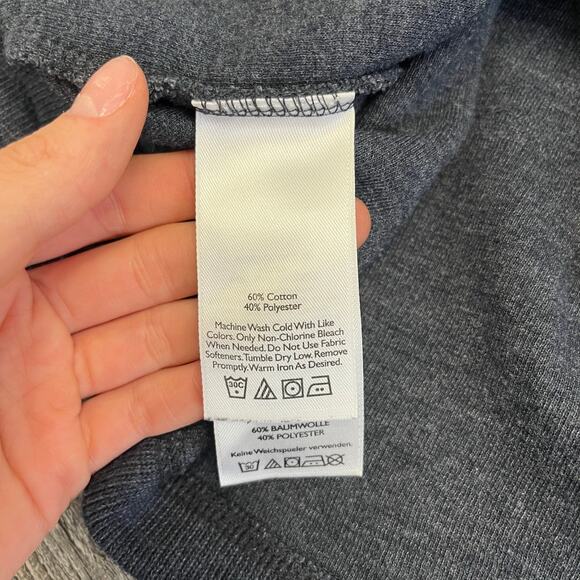 60% Cotton
40% Polyester
Machine Wash Cold With Like
Colors. Only Non-Chlorine Bleach
When Needed. Do Not Use Fabric
Softeners. Tumble Dry Low. Remove
Promptly. Warm Iron As Desired.
30C
60% BAUMWOLLE
40% POLYESTER
Keine Weichspueler verwenden.
30